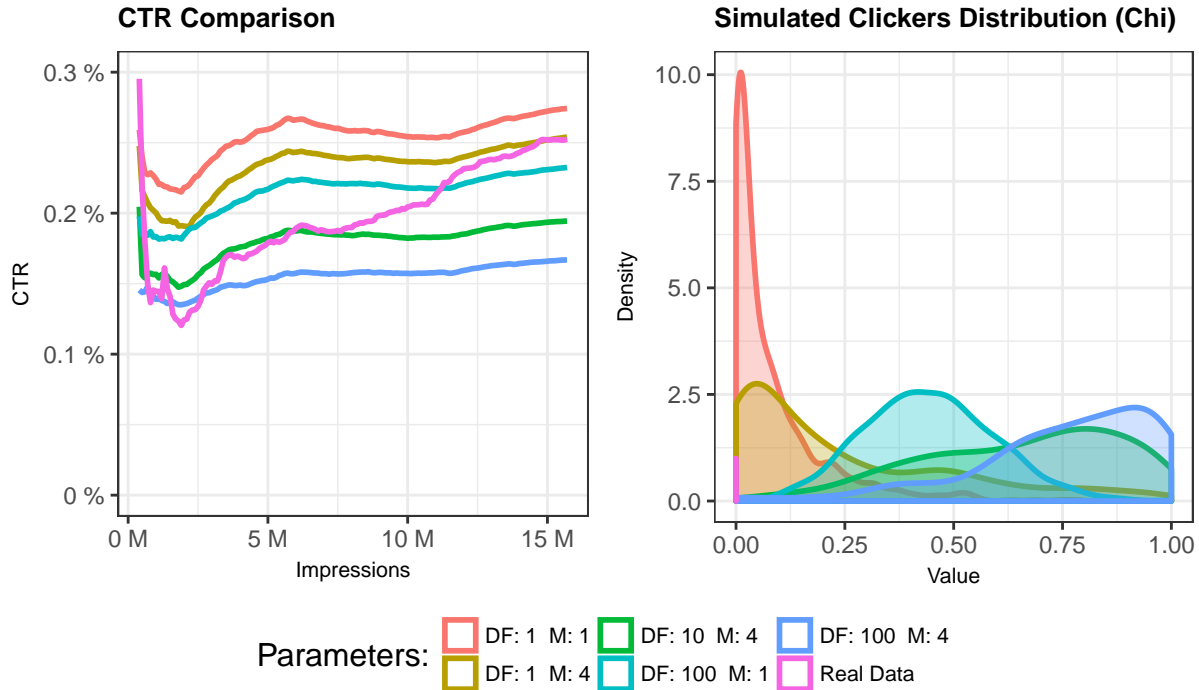 CTR Comparison
Simulated Clickers Distribution (Chi)
0.3 %
0.2 %
0.1 %
0 %
CTR
0 M
5 M
10 M
15 M
Impressions
10.0
7.5
5.0
2.5
0.0
Density
0.00
0.25
0.50
0.75
1.00
Value
Parameters:
DF: 1 M: 1
DF: 10 M: 4
DF: 100 M: 4
DF: 1 M: 4
DF: 100 M: 1
Real Data